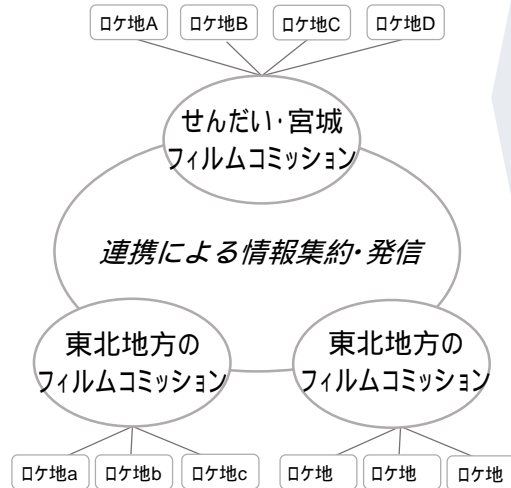 ロケ地A ロケ地B ロケ地C ロケ地D
せんだい・宮城
フィルムコミッション
連携による情報集約・発信
東北地方の
フィルムコミッション
東北地方の
フィルムコミッション
ロケ地a ロケ地b ロケ地c ロケ地 ロケ地 ロケ地